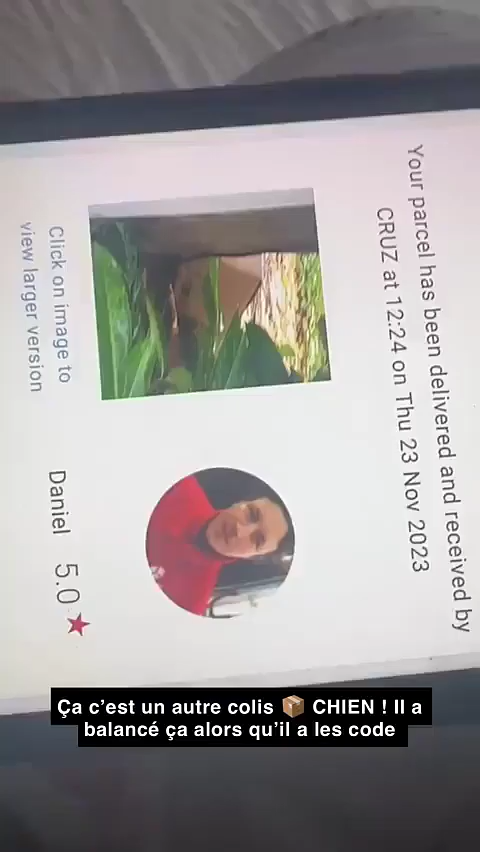 Your parcel has been delivered and received by
CRUZ at 12:24 on Thu 23 Nov 2023
Click on image to
view larger version
Daniel 5.0 ★
Ça c’est un autre colis 📦 CHIEN ! Il a
balancé ça alors qu’il a les code